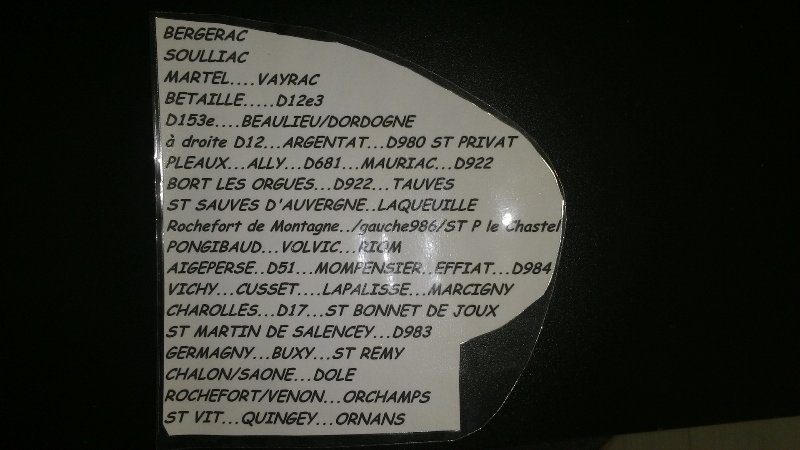 BERGERAC
SOULLIAC
MARTEL....VAYRAC
BETAILLE.....D12e3
D153e....BEAULIEU/DORDOGNE
à droite D12...ARGENTAT...D980 ST PRIVAT
PLEAUX...ALLY...D681...MAURIAC...D922
BORT LES ORGUES...D922...TAUVES
ST SAUVES D'AUVERGNE..LAQUEUILLE
Rochefort de Montagne../gauche986/ST P le Chastel
PONGIBAUD...VOLVIC...RIOM
AIGEPERSE..D51...MOMPENSIER..EFFIAT...D984
VICHY...CUSSET....LAPALISSE...MARCIGNY
CHAROLLES...D17...ST BONNET DE JOUX
ST MARTIN DE SALENCEY...D983
GERMAGNY...BUXY...ST REMY
CHALON/SAONE...DOLE
ROCHEFORT/VENON...ORCHAMPS
ST VIT...QUINGEY...ORNANS